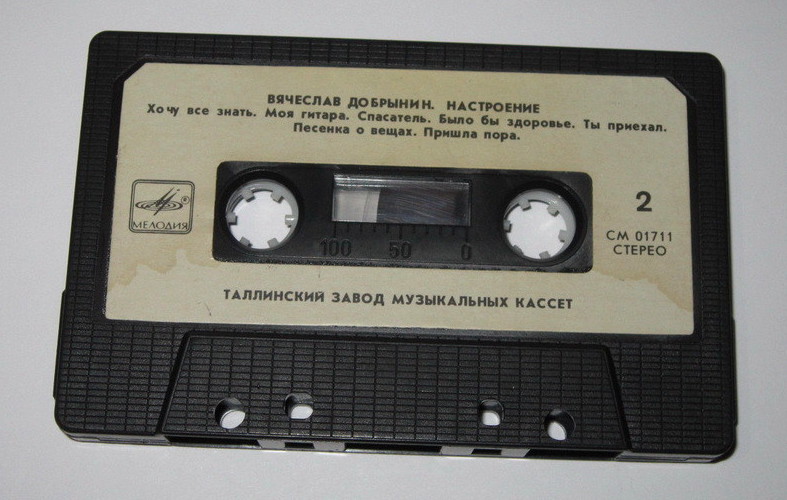 ВЯЧЕСЛАВ ДОБРЫНИН. НАСТРОЕНИЕ
Хочу все знать. Моя гитара. Спасатель. Было бы здоровье. Ты приехал.
Песенка о вещах. Пришла пора.
МЕЛОДИЯ
®
100 50 0
2
СМ 01711
СТЕРЕО
ТАЛЛИНСКИЙ ЗАВОД МУЗЫКАЛЬНЫХ КАССЕТ